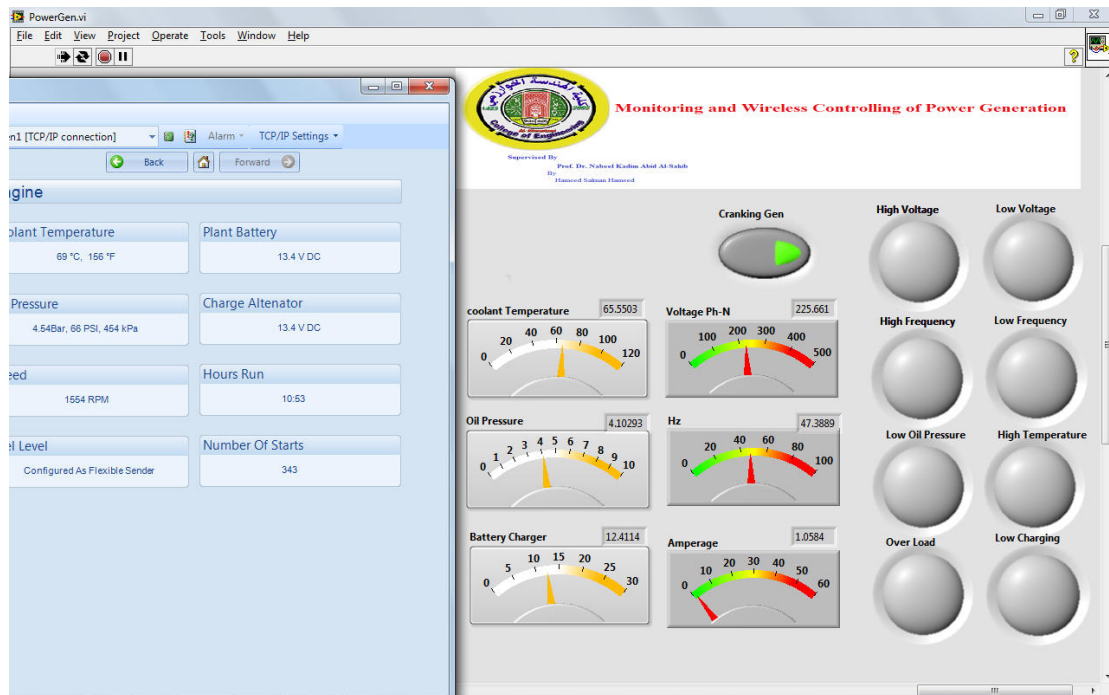 PowerGen.vi
File Edit View Project Operate Tools Window Help
en1 [TCP/IP connection] Alarm TCP/IP Settings
Back Forward
ngine
olant Temperature
69 °C, 156 °F
Plant Battery
13.4 V DC
Pressure
4.54Bar, 66 PSI, 454 kPa
Charge Altenator
13.4 V DC
eed
1554 RPM
Hours Run
10:53
el Level
Configured As Flexible Sender
Number Of Starts
343
كلية الهندسة الخوارزمي
College of Engineering
Monitoring and Wireless Controlling of Power Generation
Supervised By
Prof. Dr. Nabeel Kadim Abid Al-Sahib
By
Hameed Salman Hameed
Cranking Gen
High Voltage
Low Voltage
coolant Temperature 65.5503
0 20 40 60 80 100 120
Voltage Ph-N 225.661
0 100 200 300 400 500
High Frequency
Low Frequency
Oil Pressure 4.10293
0 1 2 3 4 5 6 7 8 9 10
Hz 47.3889
0 20 40 60 80 100
Low Oil Pressure
High Temperature
Battery Charger 12.4114
0 5 10 15 20 25 30
Amperage 1.0584
0 10 20 30 40 50 60
Over Load
Low Charging